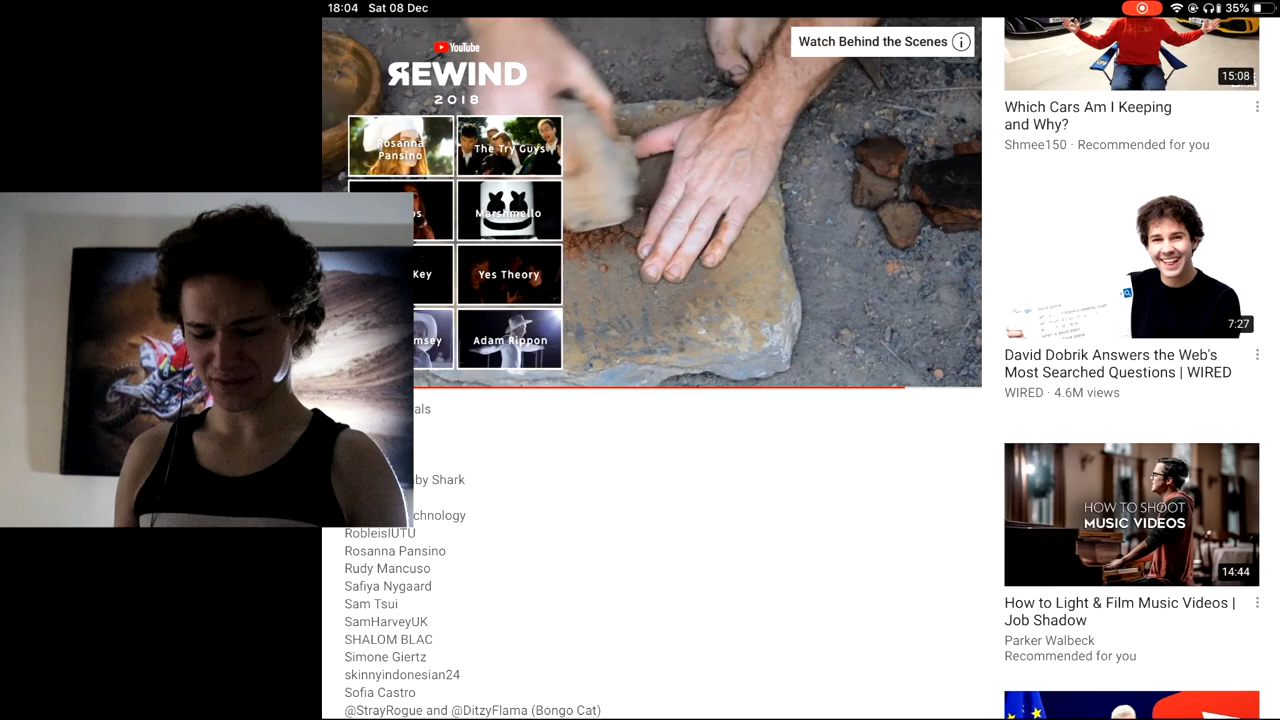 18:04 Sat 08 Dec
35%
YouTube
REWIND
2018
Watch Behind the Scenes
Rosanna
Pansino
The Try Guys
Marshmello
Key
Yes Theory
msey
Adam Rippon
als
by Shark
chnology
RobleisIUTU
Rosanna Pansino
Rudy Mancuso
Safiya Nygaard
Sam Tsui
SamHarveyUK
SHALOM BLAC
Simone Giertz
skinnyindonesian24
Sofia Castro
@StrayRogue and @DitzyFlama (Bongo Cat)
15:08
Which Cars Am I Keeping
and Why?
Shmee150 · Recommended for you
7:27
David Dobrik Answers the Web's
Most Searched Questions | WIRED
WIRED · 4.6M views
HOW TO SHOOT
MUSIC VIDEOS
14:44
How to Light & Film Music Videos |
Job Shadow
Parker Walbeck
Recommended for you